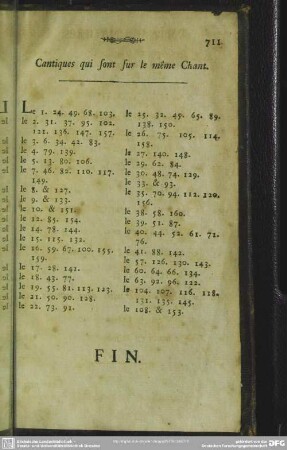 711
Cantiques qui sont sur le même Chant.
Le 1. 24. 49. 68. 103.
le 2. 31. 37. 95. 102.
121. 136. 147. 157.
le 3. 6. 34. 42. 83.
le 4. 79. 139.
le 5. 13. 80. 106.
le 7. 46. 82. 110. 117.
149.
le 8. & 127.
le 9. & 133.
le 10. & 151.
le 12. 85. 154.
le 14. 78. 144.
le 15. 115. 132.
le 16. 59. 67. 100. 155.
159.
le 17. 28. 141.
le 18. 43. 77.
le 19. 55. 81. 113. 123.
le 21. 50. 90. 128.
le 22. 73. 91.
le 25. 32. 49. 65. 89.
138. 150.
le 26. 75. 105. 114.
158.
le 27. 140. 148.
le 29. 62. 84.
le 30. 48. 74. 129.
le 33. & 93.
le 35. 70. 94. 112. 120.
156.
le 38. 58. 160.
le 39. 51. 87.
le 40. 44. 52. 61. 72.
76.
le 41. 88. 142.
le 57. 126. 130. 143.
le 60. 64. 66. 134.
le 63. 92. 96. 122.
le 104. 107. 116. 118.
131. 135. 145.
le 108. & 153.
FIN.